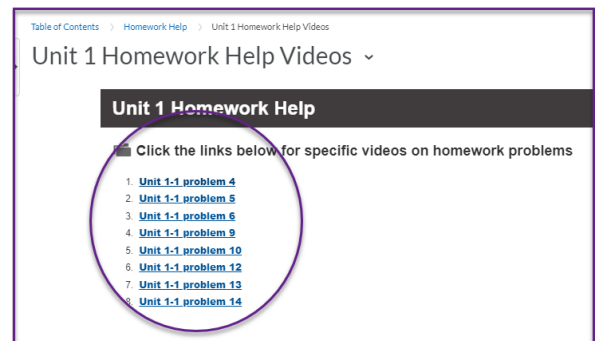 Table of Contents > Homework Help > Unit 1 Homework Help Videos
Unit 1 Homework Help Videos
Unit 1 Homework Help
Click the links below for specific videos on homework problems
1. Unit 1-1 problem 4
2. Unit 1-1 problem 5
3. Unit 1-1 problem 6
4. Unit 1-1 problem 9
5. Unit 1-1 problem 10
6. Unit 1-1 problem 12
7. Unit 1-1 problem 13
8. Unit 1-1 problem 14